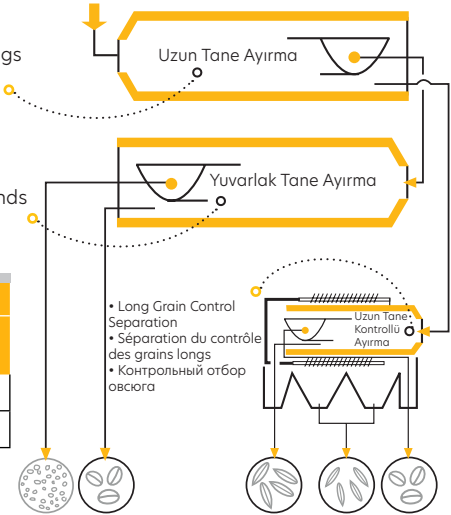 gs
Uzun Tane Ayırma
nds
Yuvarlak Tane Ayırma
• Long Grain Control
Separation
• Séparation du contrôle
des grains longs
• Контрольный отбор
овсюга
Uzun Tane
Kontrollü
Ayırma